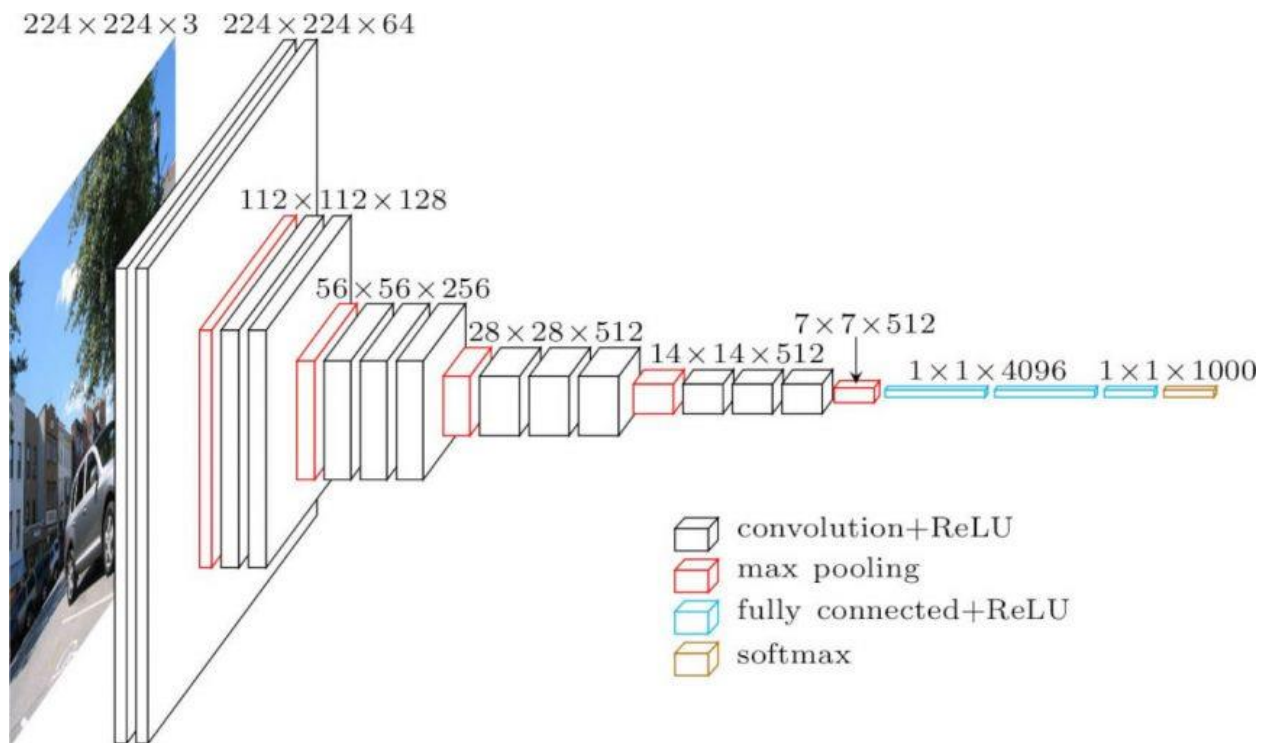 224×224×3
224×224×64
112×112×128
56×56×256
28×28×512
14×14×512
7×7×512
1×1×4096
1×1×1000
convolution+ReLU
max pooling
fully connected+ReLU
softmax